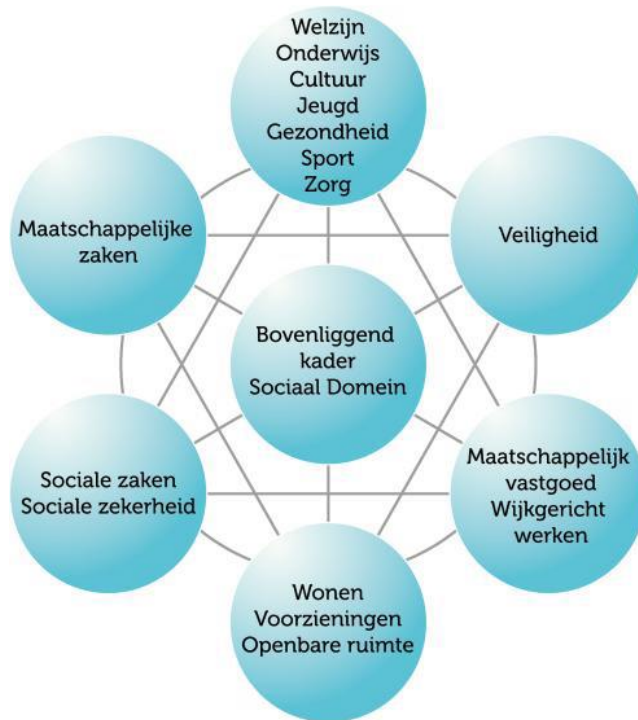 Welzijn
Onderwijs
Cultuur
Jeugd
Gezondheid
Sport
Zorg
Maatschappelijke
zaken
Veiligheid
Bovenliggend
kader
Sociaal Domein
Sociale zaken
Sociale zekerheid
Maatschappelijk
vastgoed
Wijkgericht
werken
Wonen
Voorzieningen
Openbare ruimte